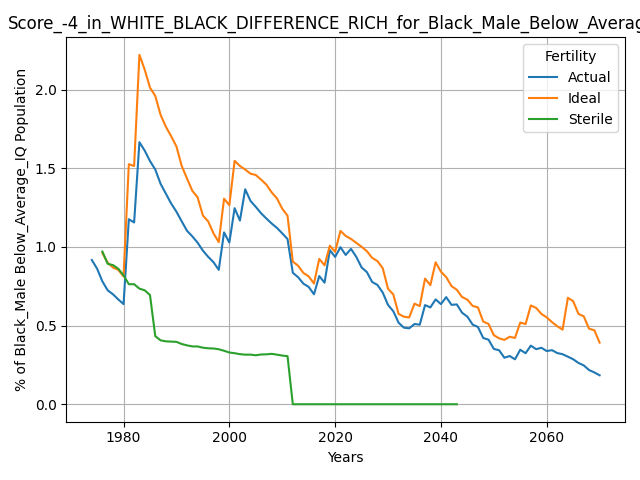 Score_-4_in_WHITE_BLACK_DIFFERENCE_RICH_for_Black_Male_Below_Averag
% of Black_Male Below_Average_IQ Population
2.0
1.5
1.0
0.5
0.0
Fertility
Actual
Ideal
Sterile
1980
2000
2020
2040
2060
Years